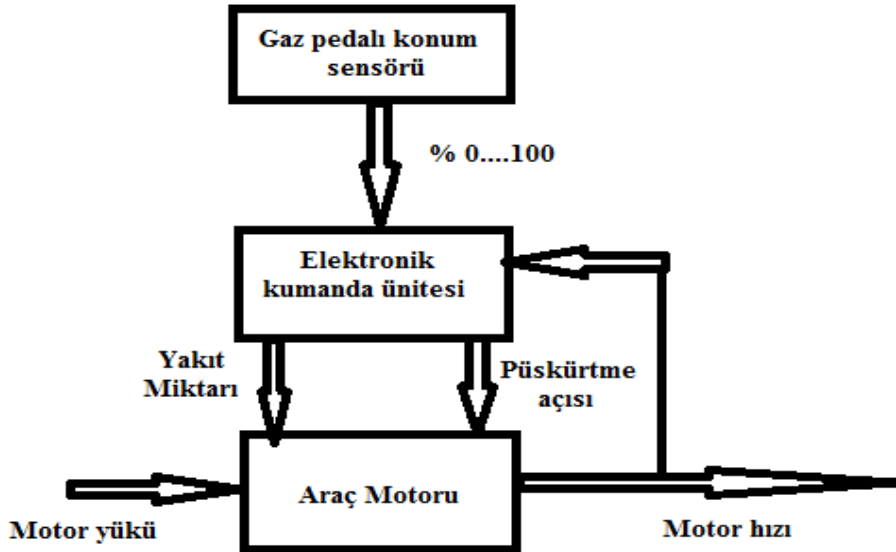 Gaz pedalı konum
sensörü
% 0....100
Elektronik
kumanda ünitesi
Yakıt
Miktarı
Püskürtme
açısı
Araç Motoru
Motor yükü
Motor hızı